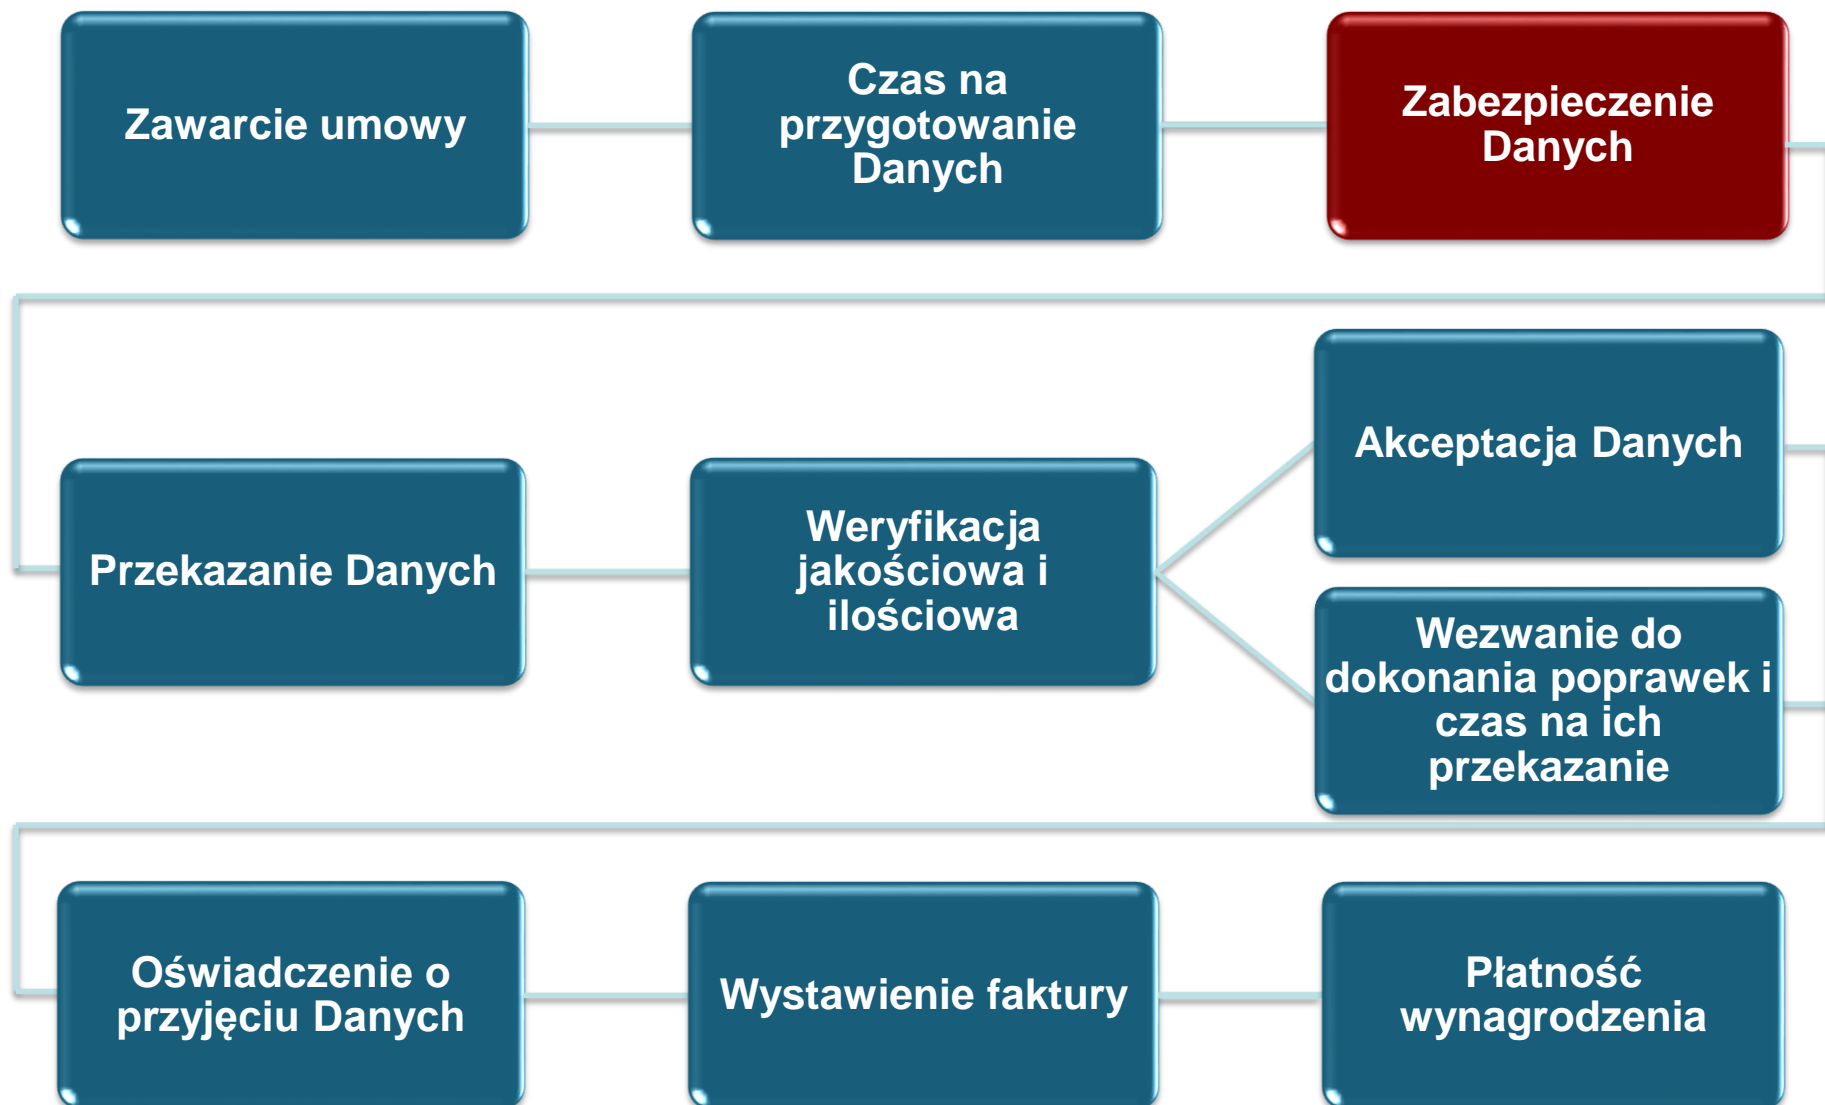 Zawarcie umowy
Czas na
przygotowanie
Danych
Zabezpieczenie
Danych
Przekazanie Danych
Weryfikacja
jakościowa i
ilościowa
Akceptacja Danych
Wezwanie do
dokonania poprawek i
czas na ich
przekazanie
Oświadczenie o
przyjęciu Danych
Wystawienie faktury
Płatność
wynagrodzenia